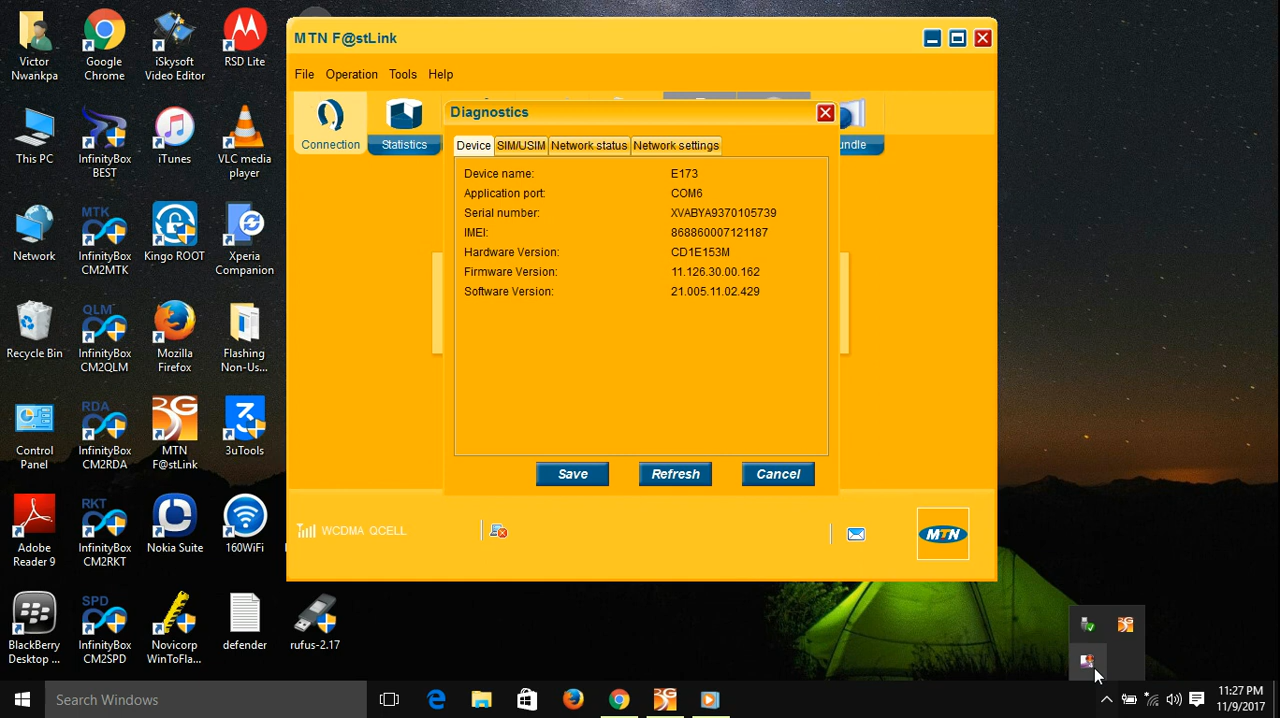 Victor
Nwankpa
Google
Chrome
iSkysoft
Video Editor
RSD Lite
This PC
InfinityBox
BEST
iTunes
VLC media
player
MTK
Network
InfinityBox
CM2MTK
Kingo ROOT
Xperia
Companion
QLM
Recycle Bin
InfinityBox
CM2QLM
Mozilla
Firefox
Flashing
Non-Us...
RDA
3G
Control
Panel
InfinityBox
CM2RDA
MTN
F@stLink
3uTools
RKT
Adobe
Reader 9
InfinityBox
CM2RKT
Nokia Suite
160WiFi
SPD
BlackBerry
Desktop ...
InfinityBox
CM2SPD
Novicorp
WinToFla...
defender
rufus-2.17
MTN F@stLink
File Operation Tools Help
Connection
Statistics
undle
Diagnostics
Device SIM/USIM Network status Network settings
Device name: E173
Application port: COM6
Serial number: XVABYA9370105739
IMEI: 868860007121187
Hardware Version: CD1E153M
Firmware Version: 11.126.30.00.162
Software Version: 21.005.11.02.429
Save Refresh Cancel
WCDMA QCELL
MTN
3G
Search Windows
3G
11:27 PM
11/9/2017